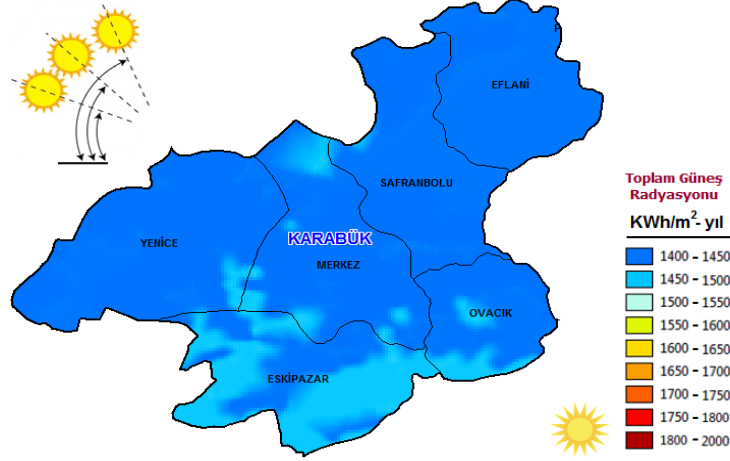 EFLANİ
SAFRANBOLU
YENİCE
KARABÜK
MERKEZ
OVACIK
ESKİPAZAR
Toplam Güneş
Radyasyonu
KWh/m²- yıl
1400 - 1450
1450 - 1500
1500 - 1550
1550 - 1600
1600 - 1650
1650 - 1700
1700 - 1750
1750 - 1800
1800 - 2000